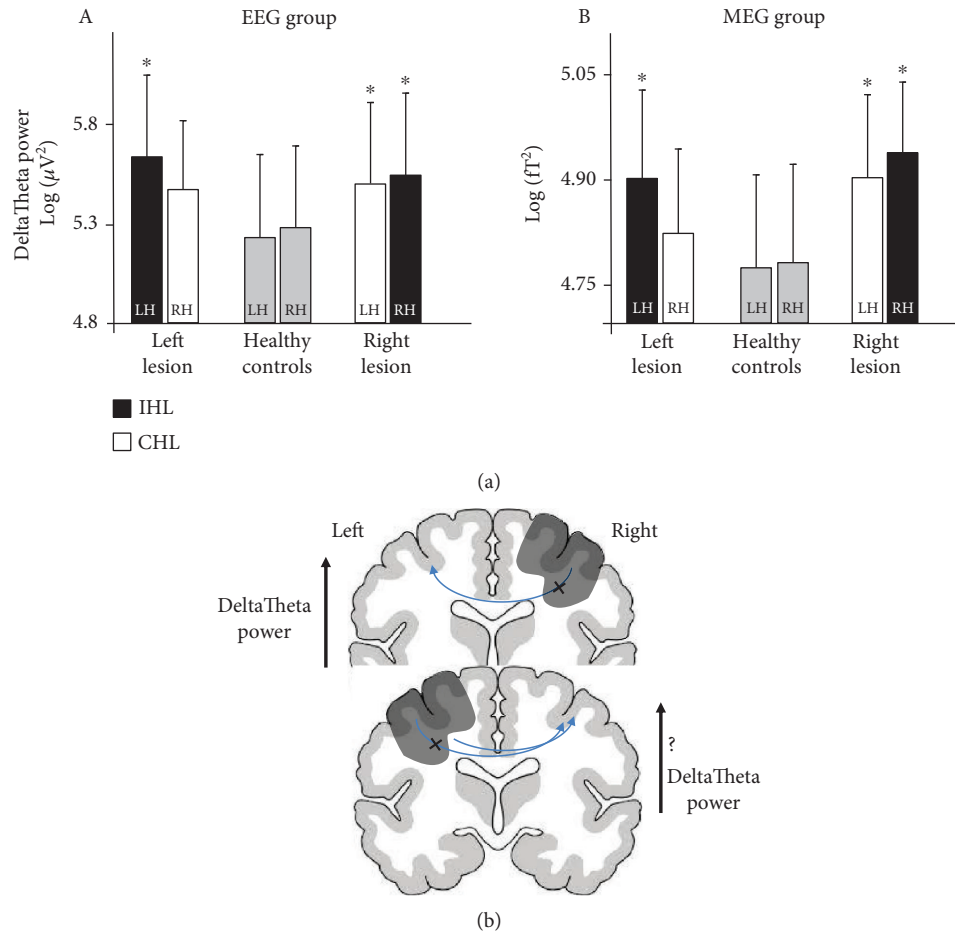 A
EEG group
DeltaTheta power
Log (μV²)
5.8
5.3
4.8
*
*
*
LH
RH
LH
RH
LH
RH
Left
lesion
Healthy
controls
Right
lesion
IHL
CHL
B
MEG group
Log (fT²)
5.05
4.90
4.75
*
*
*
LH
RH
LH
RH
LH
RH
Left
lesion
Healthy
controls
Right
lesion
(a)
Left
Right
DeltaTheta
power
?
DeltaTheta
power
(b)